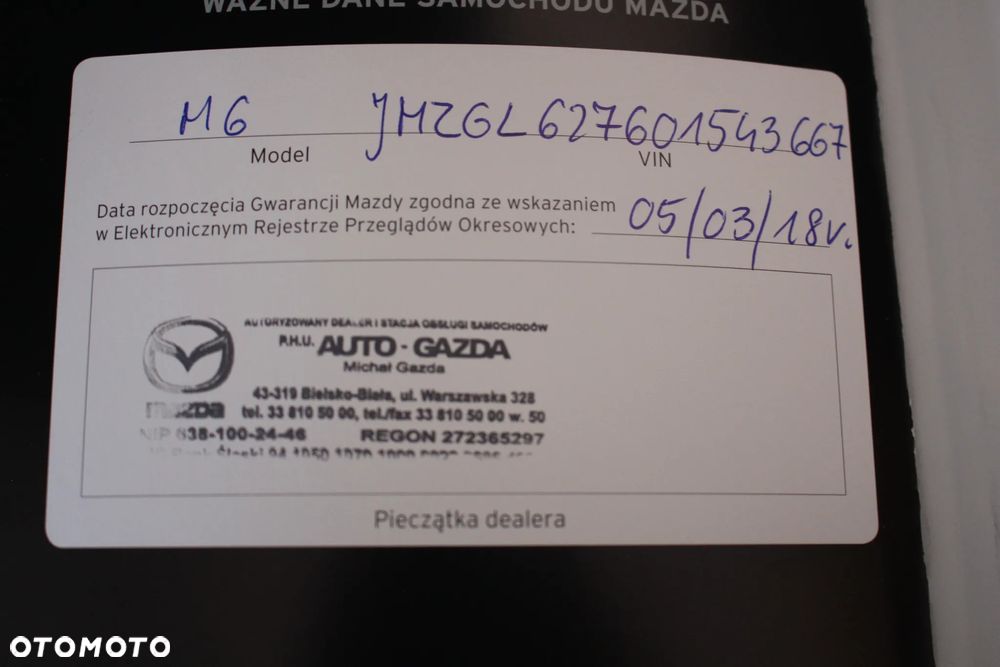 WAŻNE DANE SAMOCHODU MAZDA
M6 JMZGL627601543667
Model VIN
Data rozpoczęcia Gwarancji Mazdy zgodna ze wskazaniem
w Elektronicznym Rejestrze Przeglądów Okresowych: 05/03/18r.
AUTORYZOWANY DEALER I STACJA OBSŁUGI SAMOCHODÓW
P.H.U. AUTO - GAZDA
Michał Gazda
43-319 Bielsko-Biała, ul. Warszawska 328
mazda tel. 33 810 50 00, tel./fax 33 810 50 00 w. 50
NIP 638-100-24-46 REGON 272365297
Pieczątka dealera
OTOMOTO